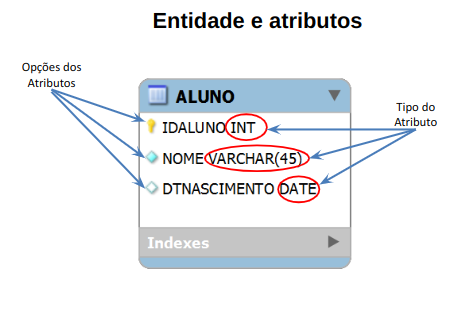 Entidade e atributos
Opções dos
Atributos
ALUNO
Tipo do
Atributo
IDALUNO INT
NOME VARCHAR(45)
DTNASCIMENTO DATE
Indexes